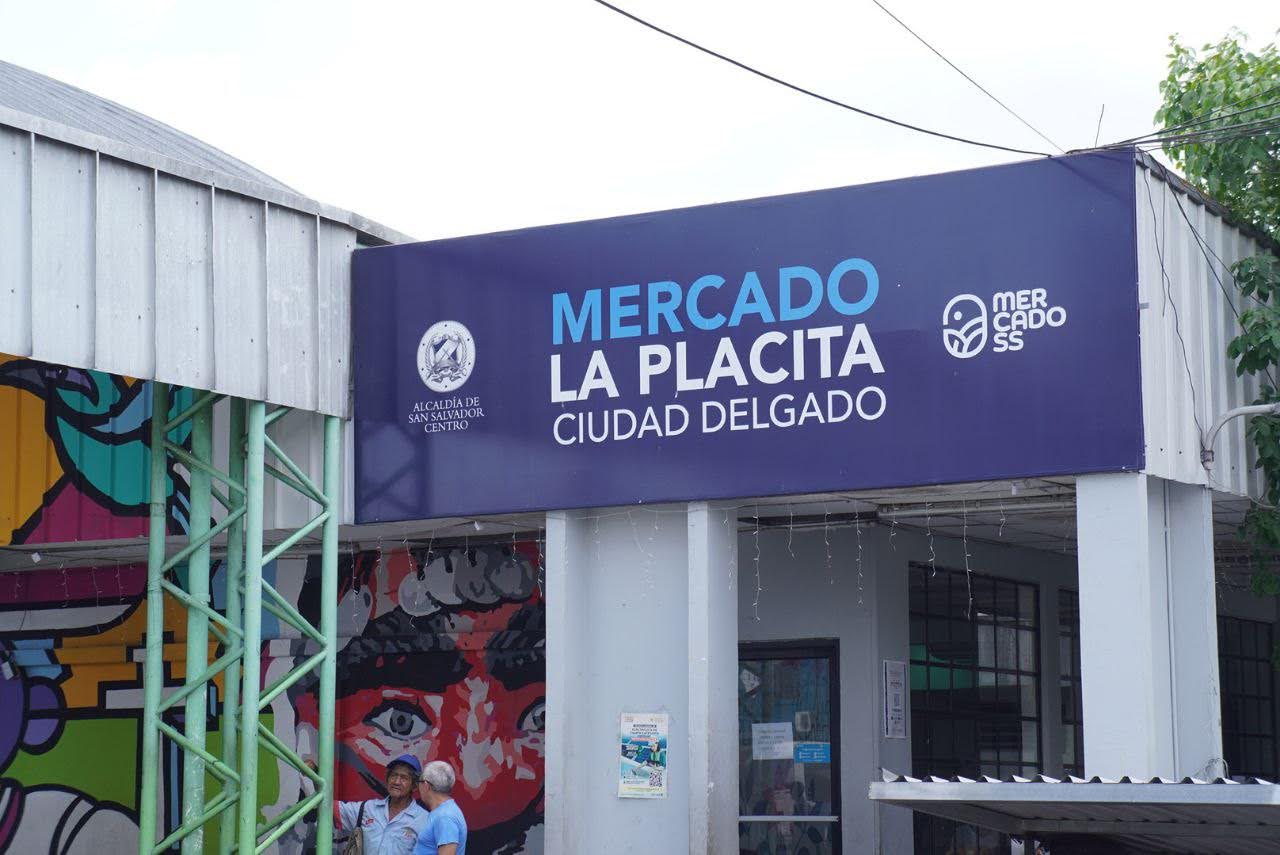 ALCALDÍA DE
SAN SALVADOR
CENTRO
MERCADO
LA PLACITA
CIUDAD DELGADO
MER
CADO
SS